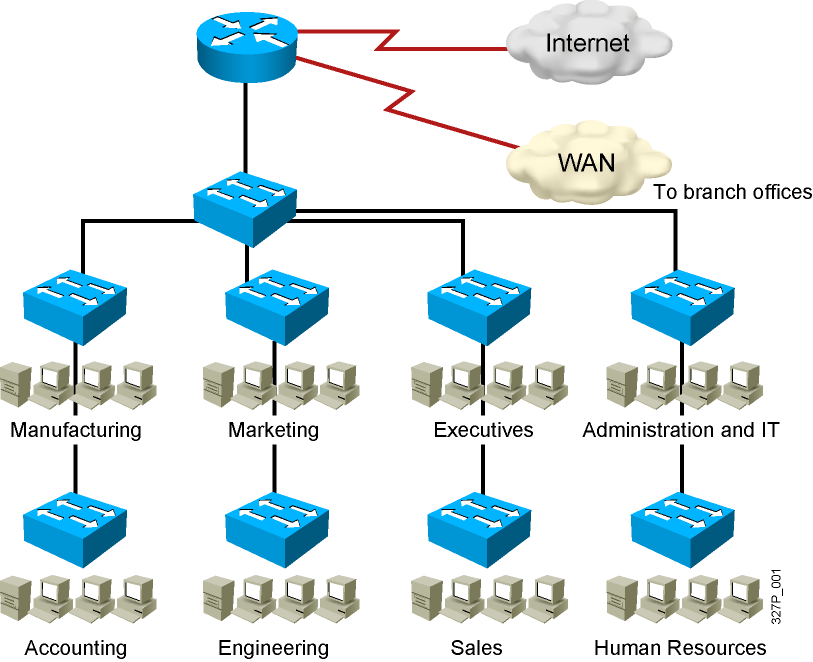 Internet
WAN
To branch offices
Manufacturing
Marketing
Executives
Administration and IT
Accounting
Engineering
Sales
Human Resources
327P_001